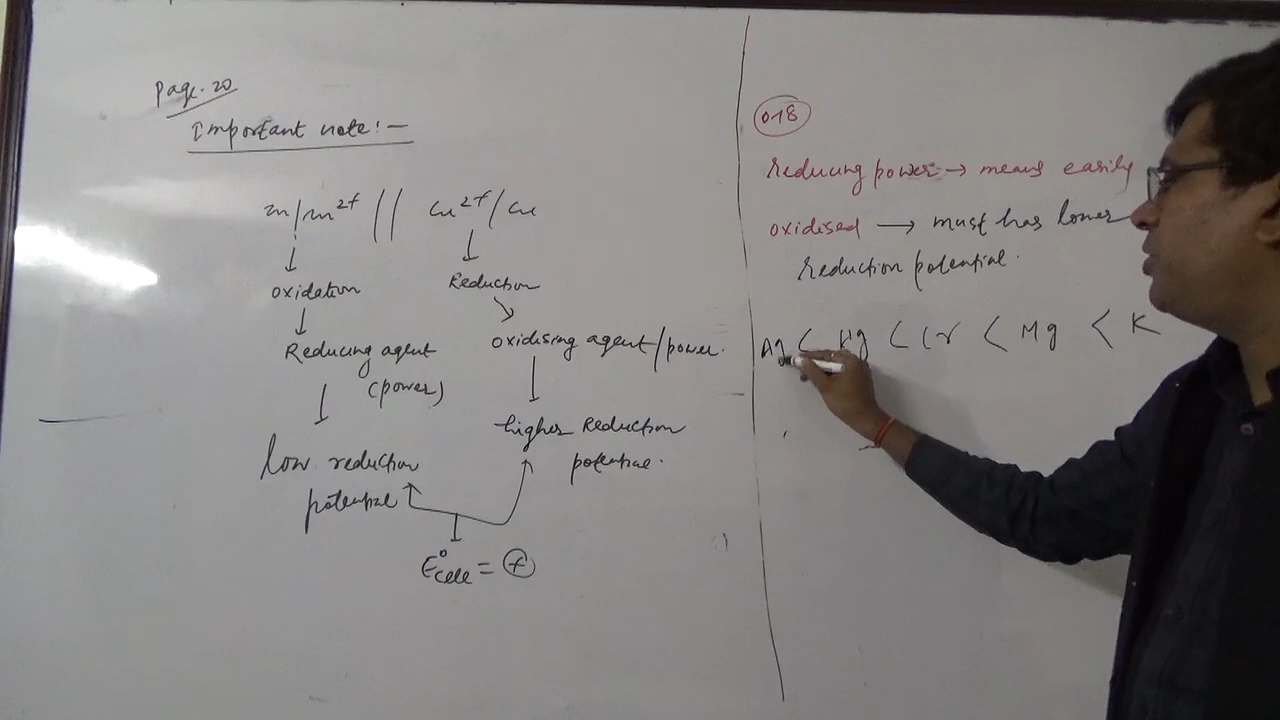 Page. 20
Important note:-
Zn/Zn2+ || Cu2+/Cu
oxidation
Reduction
Reducing agent
(power)
oxidising agent/power.
low reduction
potential
higher Reduction
potential.
E°cell = +
018
reducing power → means easily
oxidised → must has lower
reduction potential.
Ag < Hg < Cr < Mg < K